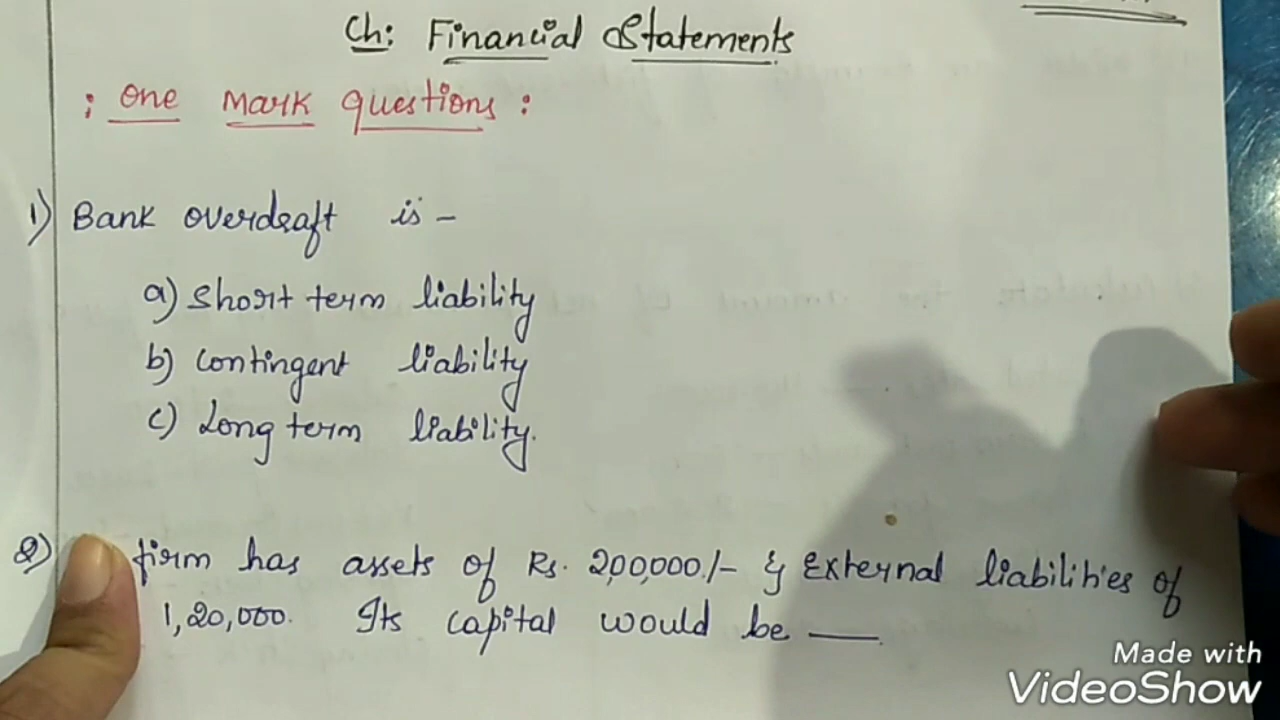 Ch: Financial Statements
: one Mark questions :
1) Bank overdraft is -
a) short term liability
b) contingent liability
c) Long term liability.
2) firm has assets of Rs. 2,00,000/- & External liabilities of
1,20,000. Its capital would be __
Made with
VideoShow